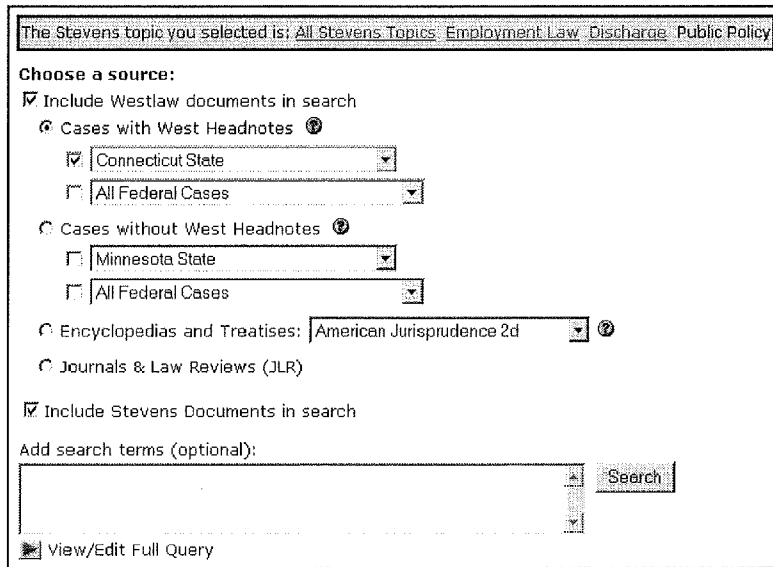 The Stevens topic you selected is: All Stevens Topics Employment Law Discharge Public Policy
Choose a source:
Include Westlaw documents in search
Cases with West Headnotes ?
Connecticut State
All Federal Cases
Cases without West Headnotes ?
Minnesota State
All Federal Cases
Encyclopedias and Treatises: American Jurisprudence 2d ?
Journals & Law Reviews (JLR)
Include Stevens Documents in search
Add search terms (optional):
Search
View/Edit Full Query